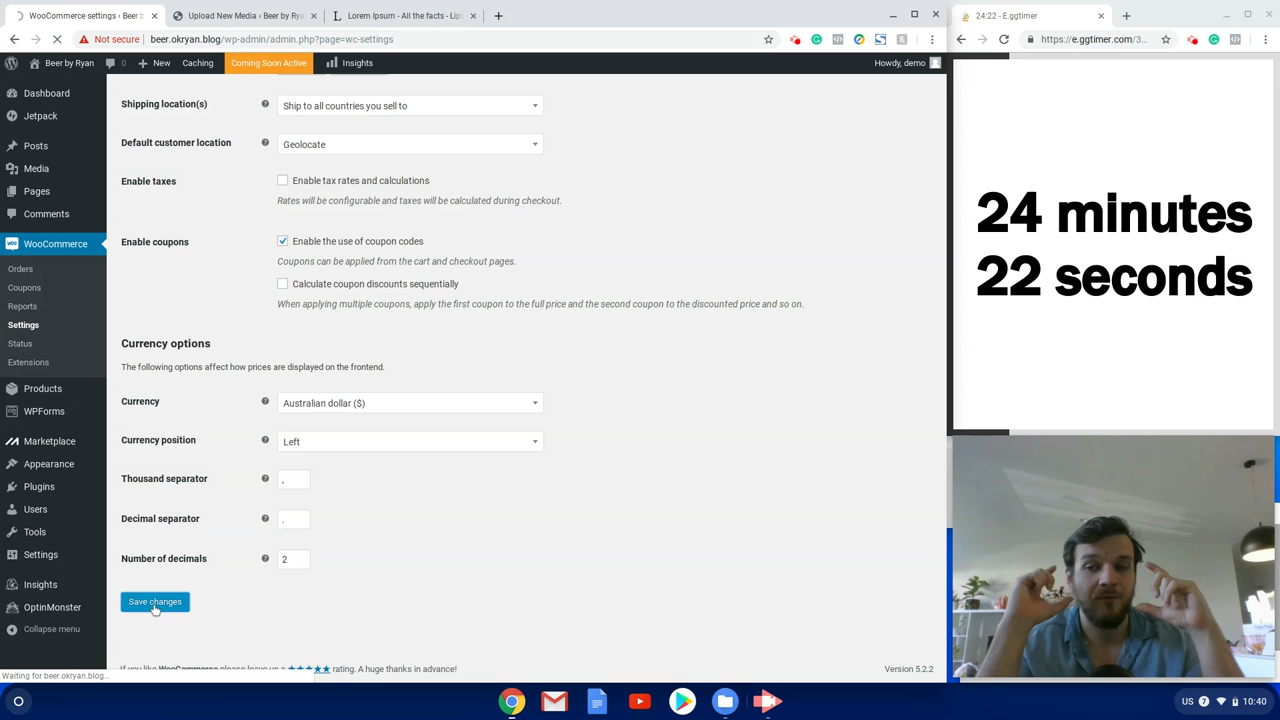 WooCommerce settings ‹ Beer b
Upload New Media ‹ Beer by Rya
Lorem Ipsum - All the facts - Lips
24:22 - E.ggtimer
Not secure
beer.okryan.blog/wp-admin/admin.php?page=wc-settings
https://e.ggtimer.com/3...
Beer by Ryan
0
New
Caching
Coming Soon Active
Insights
Howdy, demo
Dashboard
Jetpack
Posts
Media
Pages
Comments
WooCommerce
Orders
Coupons
Reports
Settings
Status
Extensions
Products
WPForms
Marketplace
Appearance
Plugins
Users
Tools
Settings
Insights
OptinMonster
Collapse menu
Shipping location(s)
Ship to all countries you sell to
Default customer location
Geolocate
Enable taxes
Enable tax rates and calculations
Rates will be configurable and taxes will be calculated during checkout.
Enable coupons
Enable the use of coupon codes
Coupons can be applied from the cart and checkout pages.
Calculate coupon discounts sequentially
When applying multiple coupons, apply the first coupon to the full price and the second coupon to the discounted price and so on.
Currency options
The following options affect how prices are displayed on the frontend.
Currency
Australian dollar ($)
Currency position
Left
Thousand separator
,
Decimal separator
.
Number of decimals
2
Save changes
If you like WooCommerce please leave us a ★★★★★ rating. A huge thanks in advance!
Version 5.2.2
Waiting for beer.okryan.blog...
24 minutes
22 seconds
US
7
10:40